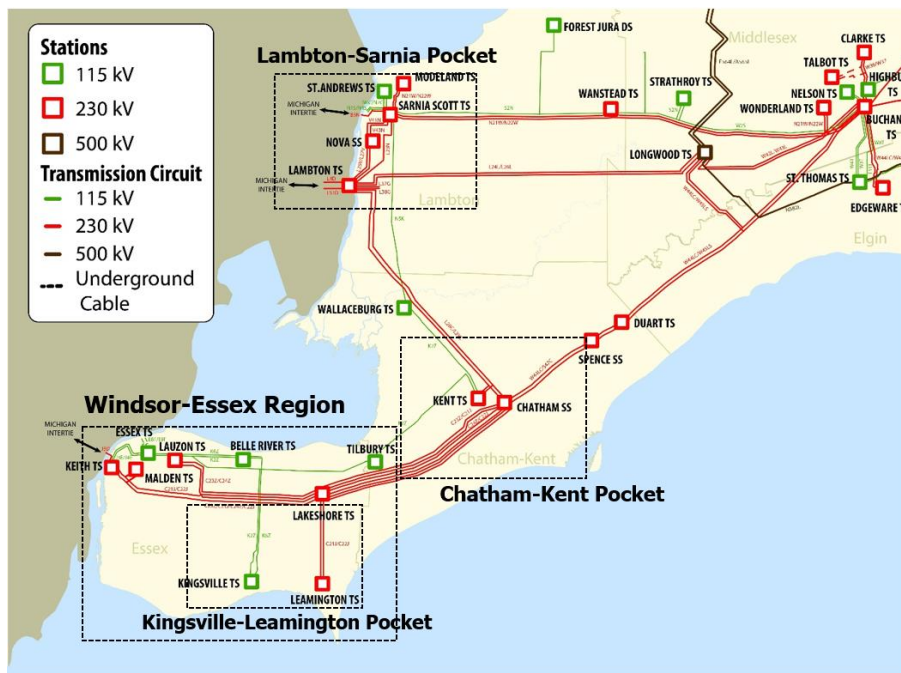 Stations
115 kV
230 kV
500 kV
Transmission Circuit
115 kV
230 kV
500 kV
Underground
Cable
FOREST JURA DS
Middlesex
CLARKE TS
TALBOT TS
HIGHBU
TS
NELSON TS
STRATHROY TS
WONDERLAND TS
WANSTEAD TS
BUCHAN
TS
Lambton-Sarnia Pocket
MODELAND TS
ST.ANDREWS TS
MICHIGAN
INTERTIE
SARNIA SCOTT TS
NOVA SS
LONGWOOD TS
LAMBTON TS
MICHIGAN
INTERTIE
ST. THOMAS TS
EDGEWARE T
Lambton
Elgin
WALLACEBURG TS
DUART TS
SPENCE SS
KENT TS
CHATHAM SS
Windsor-Essex Region
MICHIGAN
INTERTIE
ESSEX TS
LAUZON TS
BELLE RIVER TS
TILBURY TS
Chatham-Kent
KEITH TS
MALDEN TS
Chatham-Kent Pocket
LAKESHORE TS
Essex
KINGSVILLE TS
LEAMINGTON TS
Kingsville-Leamington Pocket